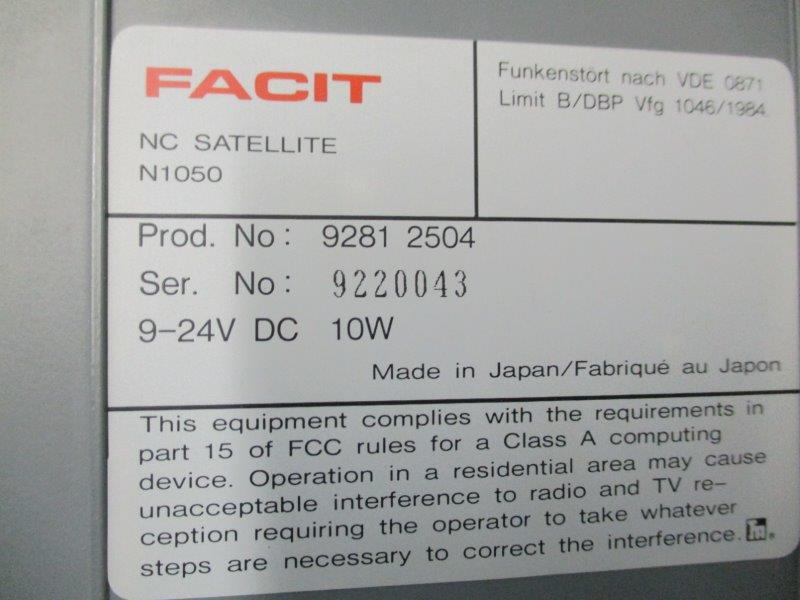 FACIT
NC SATELLITE
N1050
Funkenstört nach VDE 0871
Limit B/DBP Vfg 1046/1984
Prod. No: 9281 2504
Ser. No: 9220043
9-24V DC 10W
Made in Japan/Fabriqué au Japon
This equipment complies with the requirements in
part 15 of FCC rules for a Class A computing
device. Operation in a residential area may cause
unacceptable interference to radio and TV re-
ception requiring the operator to take whatever
steps are necessary to correct the interference.